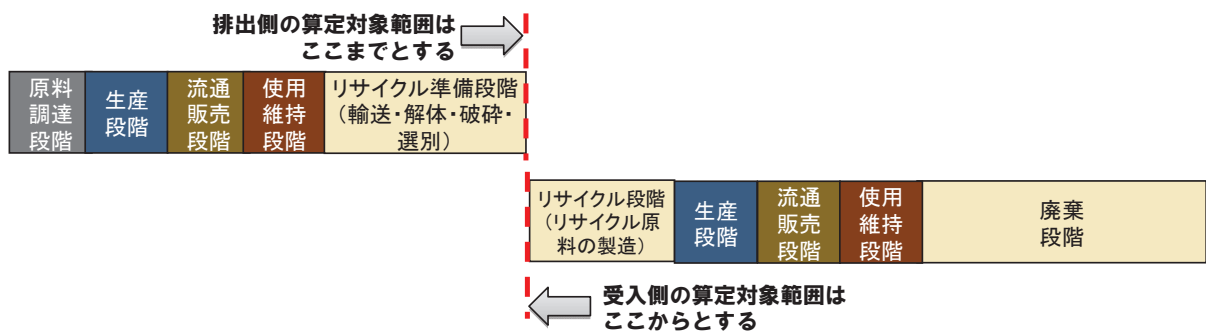 排出側の算定対象範囲は
ここまでとする
原料
調達
段階
生産
段階
流通
販売
段階
使用
維持
段階
リサイクル準備段階
（輸送・解体・破砕・
選別）
リサイクル段階
（リサイクル原
料の製造）
生産
段階
流通
販売
段階
使用
維持
段階
廃棄
段階
受入側の算定対象範囲は
ここからとする